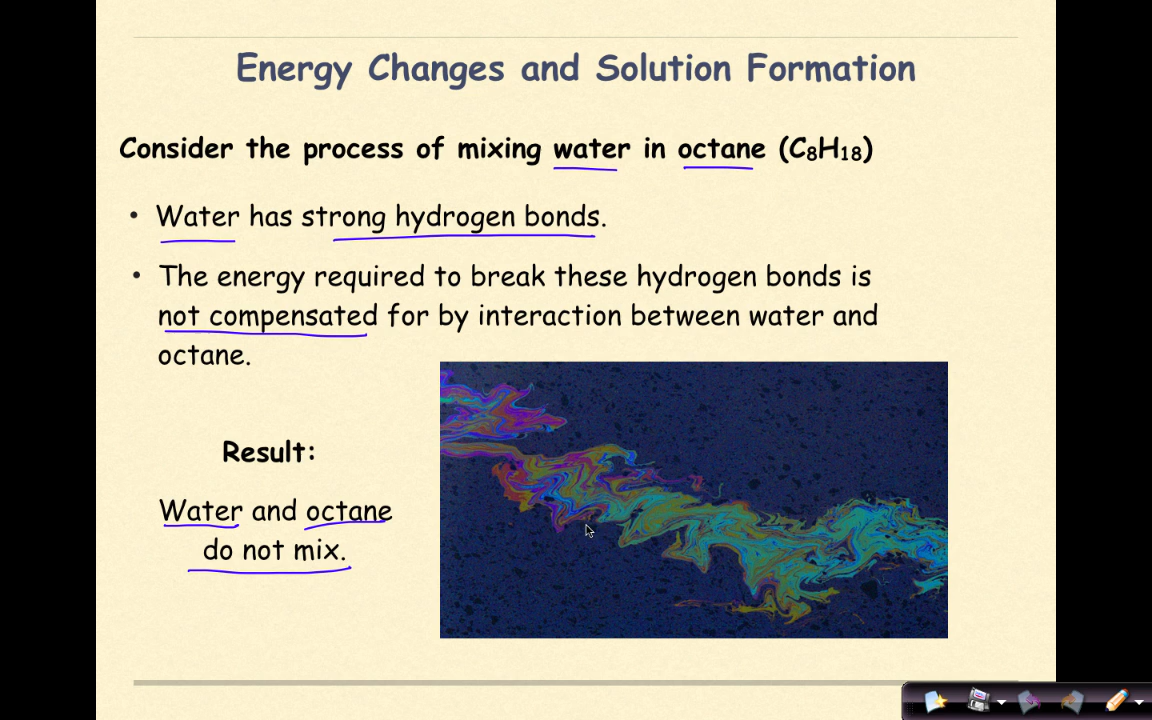 Energy Changes and Solution Formation
Consider the process of mixing water in octane (C₈H₁₈)
• Water has strong hydrogen bonds.
• The energy required to break these hydrogen bonds is
not compensated for by interaction between water and
octane.
Result:
Water and octane
do not mix.